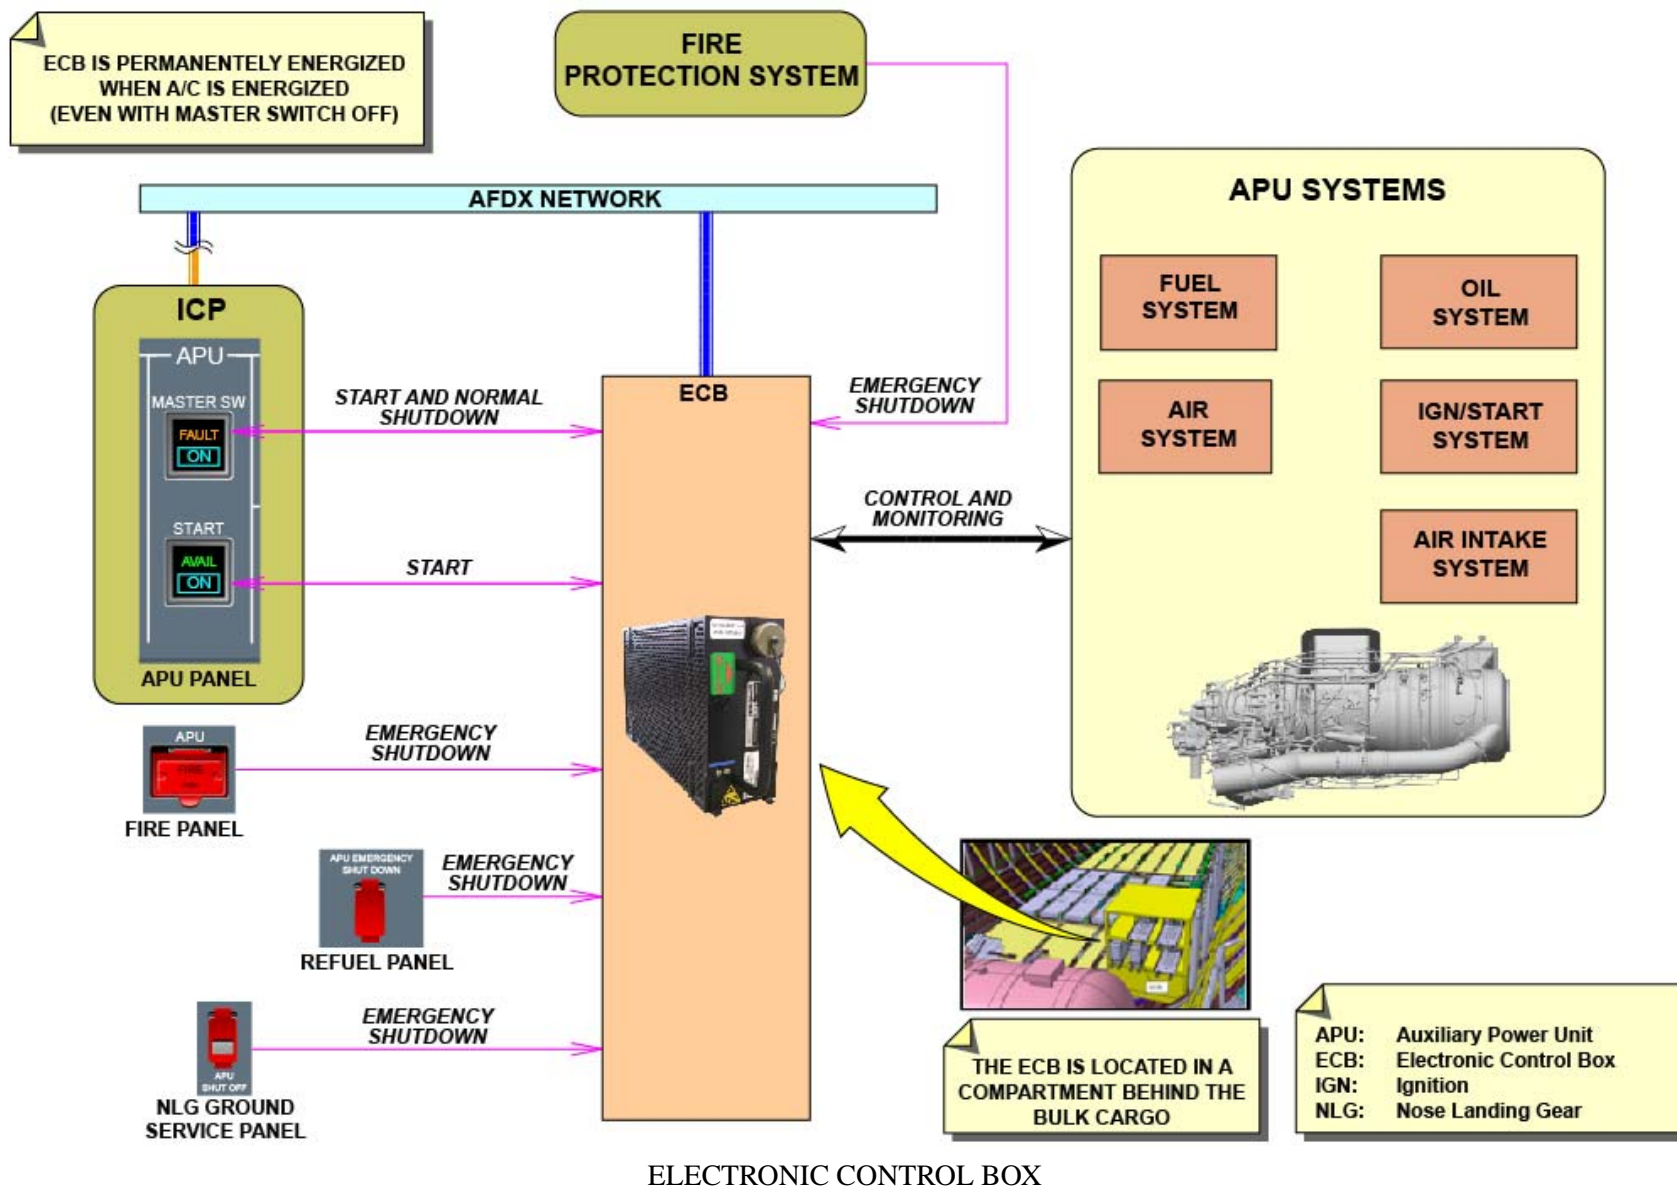 ECB IS PERMANENTELY ENERGIZED
WHEN A/C IS ENERGIZED
(EVEN WITH MASTER SWITCH OFF)
FIRE
PROTECTION SYSTEM
AFDX NETWORK
ICP
APU
MASTER SW
FAULT
ON
START
AVAIL
ON
APU PANEL
START AND NORMAL
SHUTDOWN
START
ECB
EMERGENCY
SHUTDOWN
CONTROL AND
MONITORING
APU SYSTEMS
FUEL
SYSTEM
OIL
SYSTEM
AIR
SYSTEM
IGN/START
SYSTEM
AIR INTAKE
SYSTEM
APU
FIRE
FIRE PANEL
EMERGENCY
SHUTDOWN
APU EMERGENCY
SHUT DOWN
REFUEL PANEL
EMERGENCY
SHUTDOWN
APU
SHUT OFF
NLG GROUND
SERVICE PANEL
EMERGENCY
SHUTDOWN
THE ECB IS LOCATED IN A
COMPARTMENT BEHIND THE
BULK CARGO
APU: Auxiliary Power Unit
ECB: Electronic Control Box
IGN: Ignition
NLG: Nose Landing Gear
ELECTRONIC CONTROL BOX